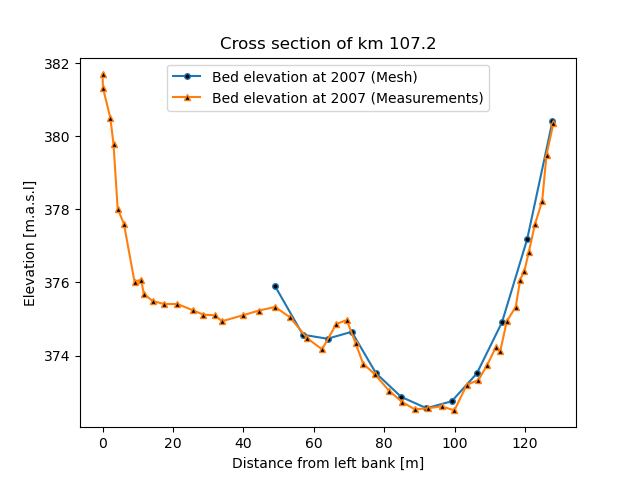 Cross section of km 107.2
Bed elevation at 2007 (Mesh)
Bed elevation at 2007 (Measurements)
Elevation [m.a.s.l]
382
380
378
376
374
0 20 40 60 80 100 120
Distance from left bank [m]